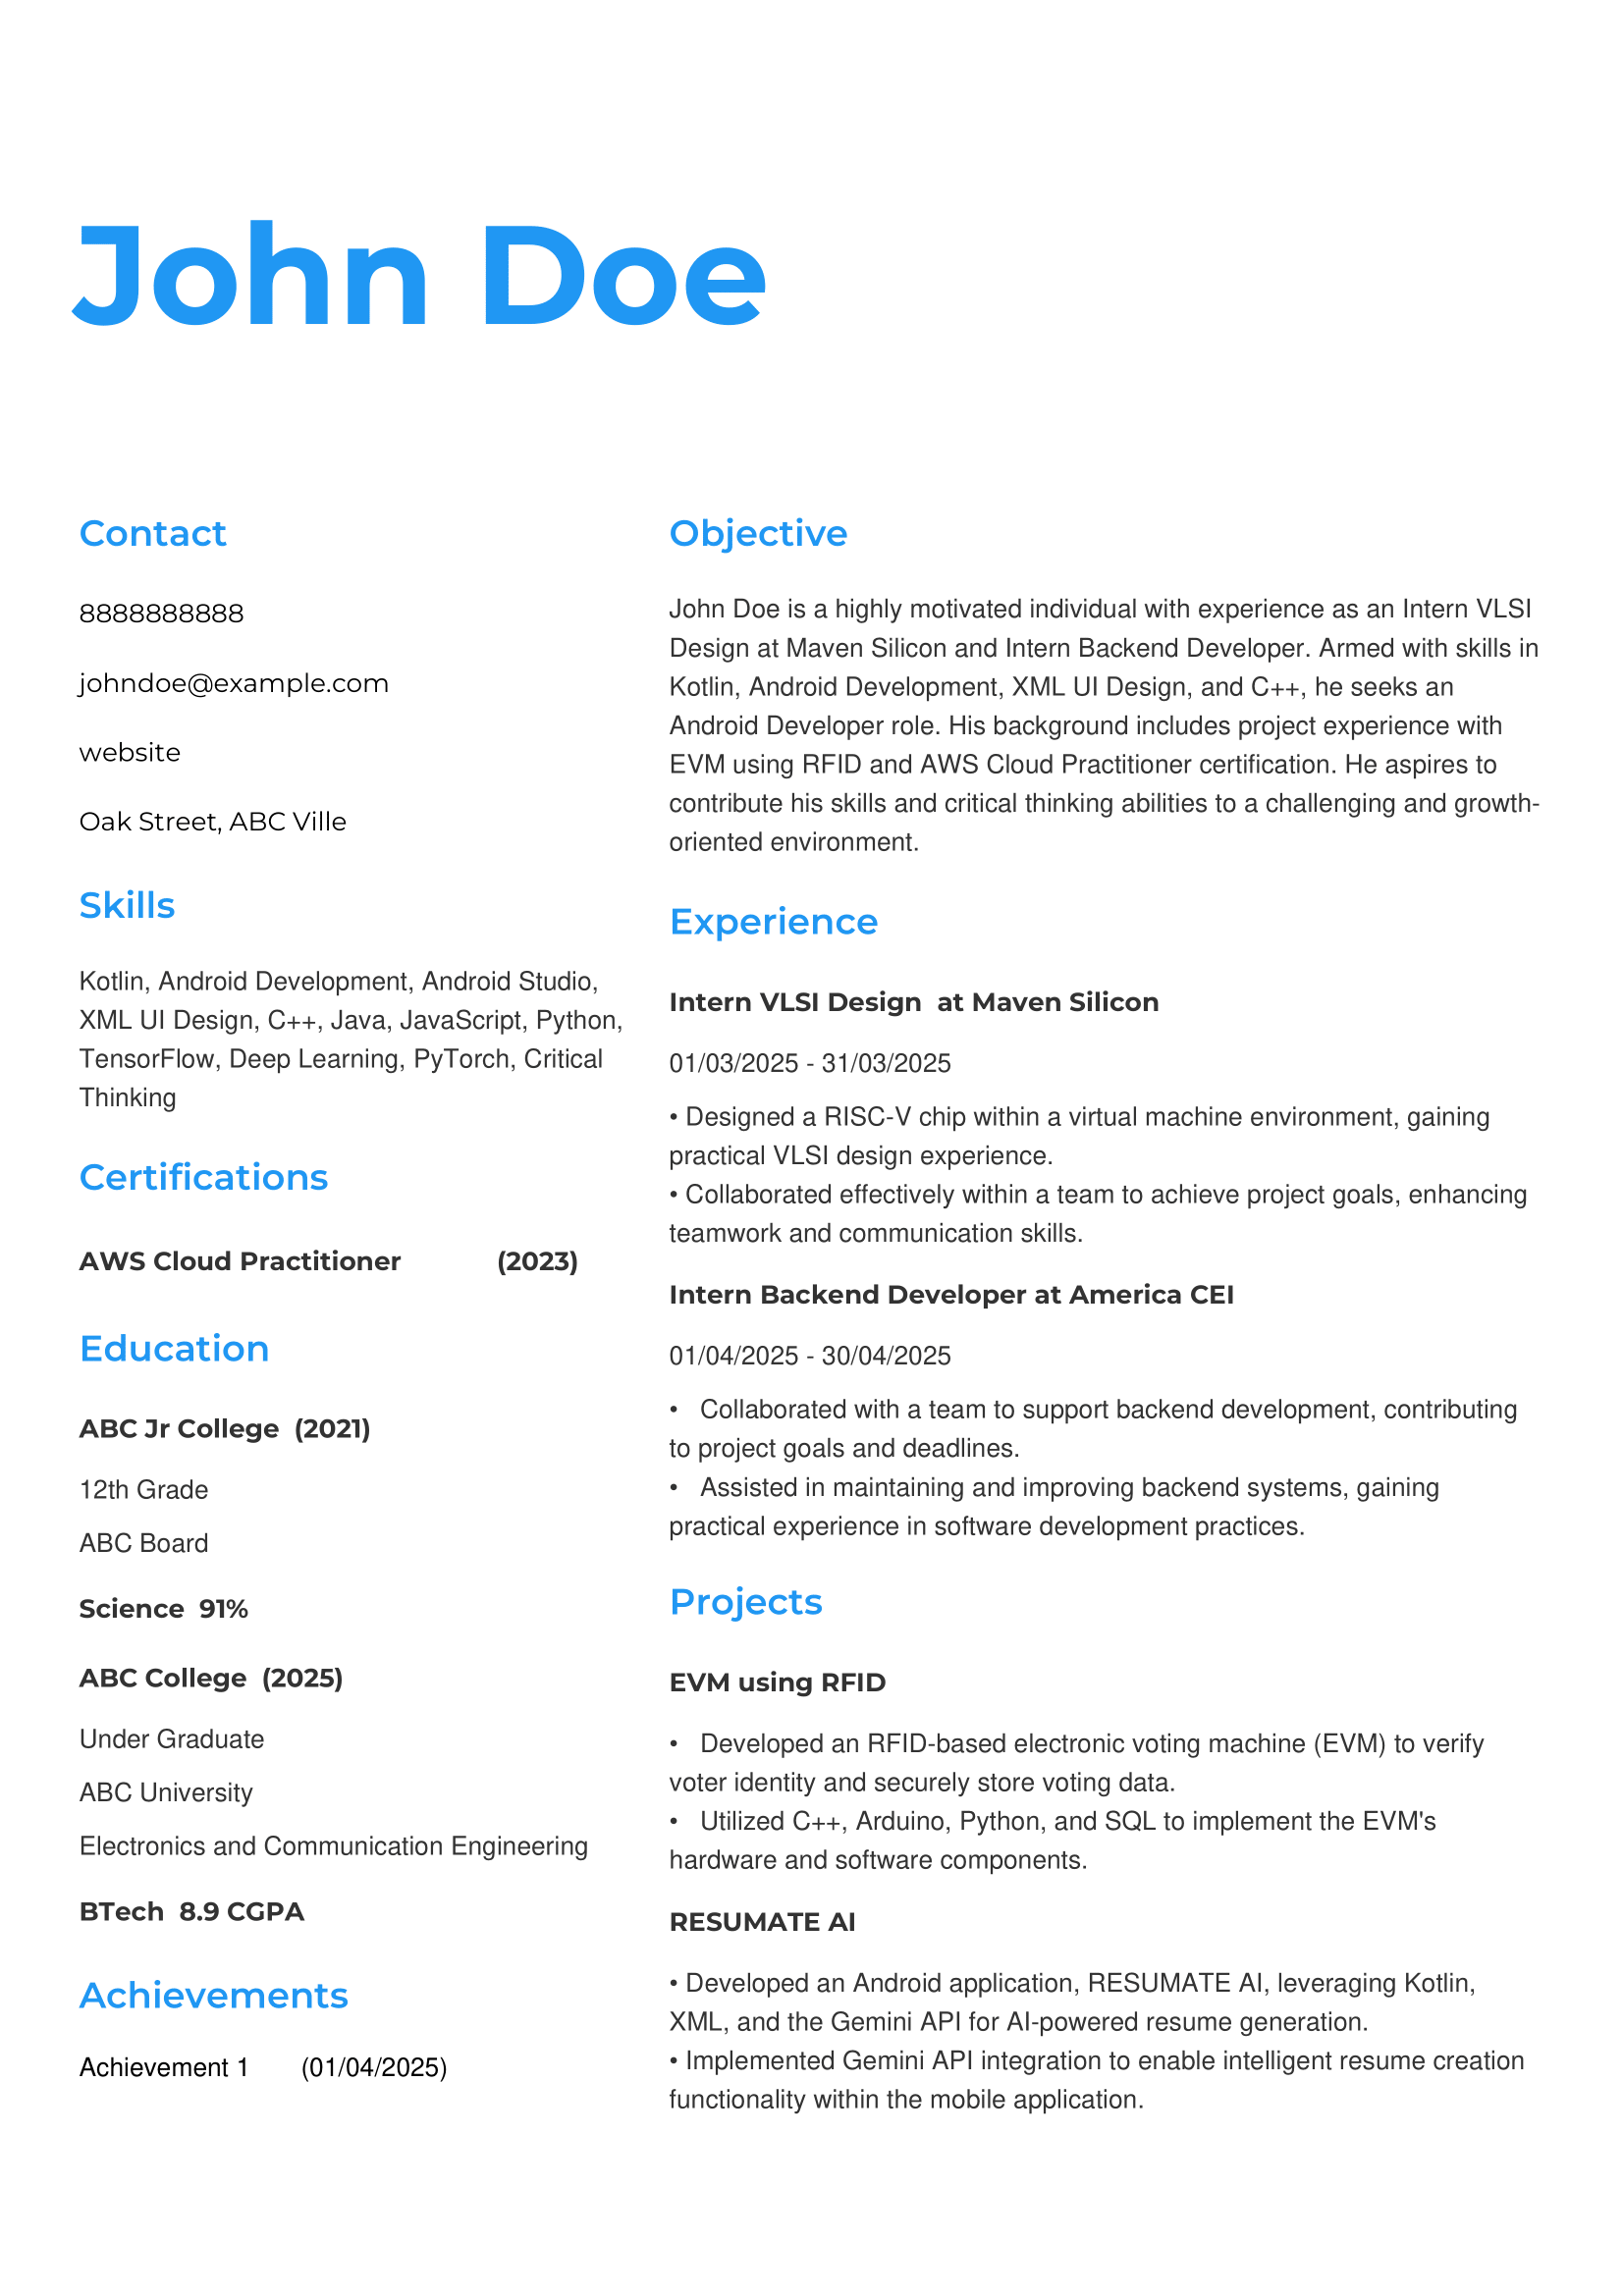 John Doe
Contact
8888888888
johndoe@example.com
website
Oak Street, ABC Ville
Skills
Kotlin, Android Development, Android Studio,
XML UI Design, C++, Java, JavaScript, Python,
TensorFlow, Deep Learning, PyTorch, Critical
Thinking
Certifications
AWS Cloud Practitioner (2023)
Education
ABC Jr College (2021)
12th Grade
ABC Board
Science 91%
ABC College (2025)
Under Graduate
ABC University
Electronics and Communication Engineering
BTech 8.9 CGPA
Achievements
Achievement 1 (01/04/2025)
Objective
John Doe is a highly motivated individual with experience as an Intern VLSI
Design at Maven Silicon and Intern Backend Developer. Armed with skills in
Kotlin, Android Development, XML UI Design, and C++, he seeks an
Android Developer role. His background includes project experience with
EVM using RFID and AWS Cloud Practitioner certification. He aspires to
contribute his skills and critical thinking abilities to a challenging and growth-
oriented environment.
Experience
Intern VLSI Design at Maven Silicon
01/03/2025 - 31/03/2025
• Designed a RISC-V chip within a virtual machine environment, gaining
practical VLSI design experience.
• Collaborated effectively within a team to achieve project goals, enhancing
teamwork and communication skills.
Intern Backend Developer at America CEI
01/04/2025 - 30/04/2025
• Collaborated with a team to support backend development, contributing
to project goals and deadlines.
• Assisted in maintaining and improving backend systems, gaining
practical experience in software development practices.
Projects
EVM using RFID
• Developed an RFID-based electronic voting machine (EVM) to verify
voter identity and securely store voting data.
• Utilized C++, Arduino, Python, and SQL to implement the EVM's
hardware and software components.
RESUMATE AI
• Developed an Android application, RESUMATE AI, leveraging Kotlin,
XML, and the Gemini API for AI-powered resume generation.
• Implemented Gemini API integration to enable intelligent resume creation
functionality within the mobile application.